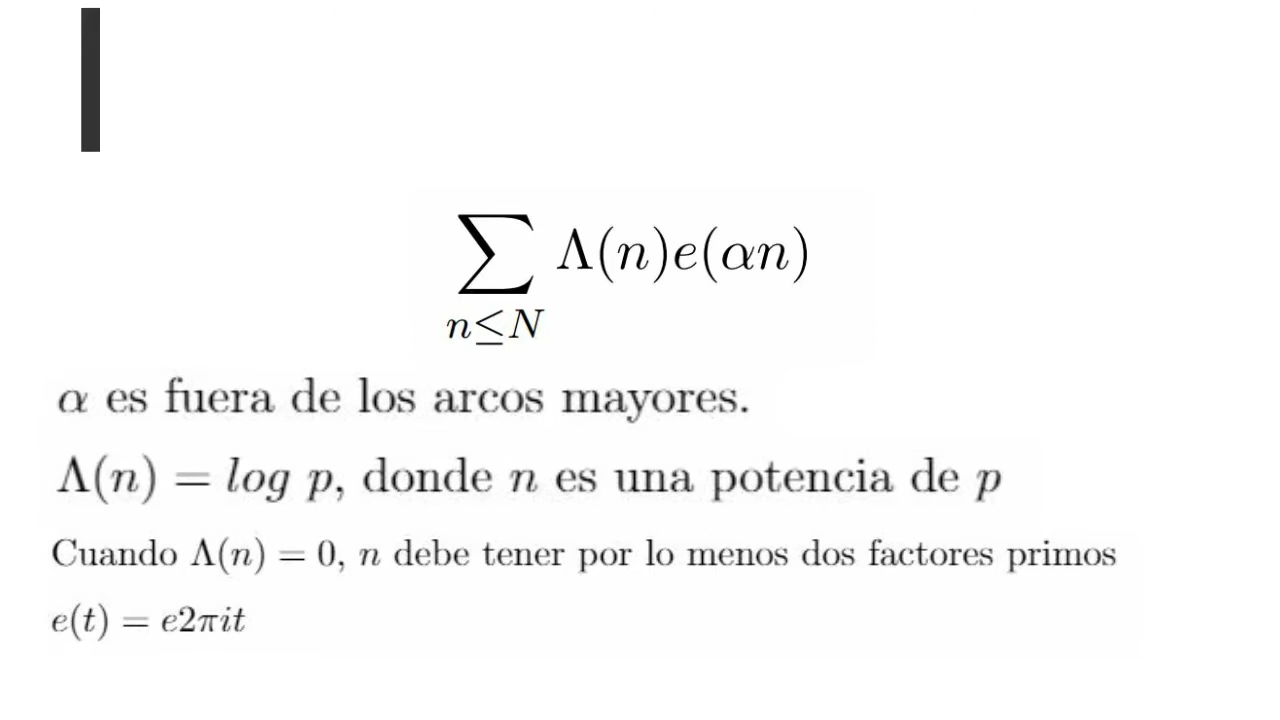 ∑ Λ(n)e(αn)
n≤N
α es fuera de los arcos mayores.
Λ(n) = log p, donde n es una potencia de p
Cuando Λ(n) = 0, n debe tener por lo menos dos factores primos
e(t) = e2πit